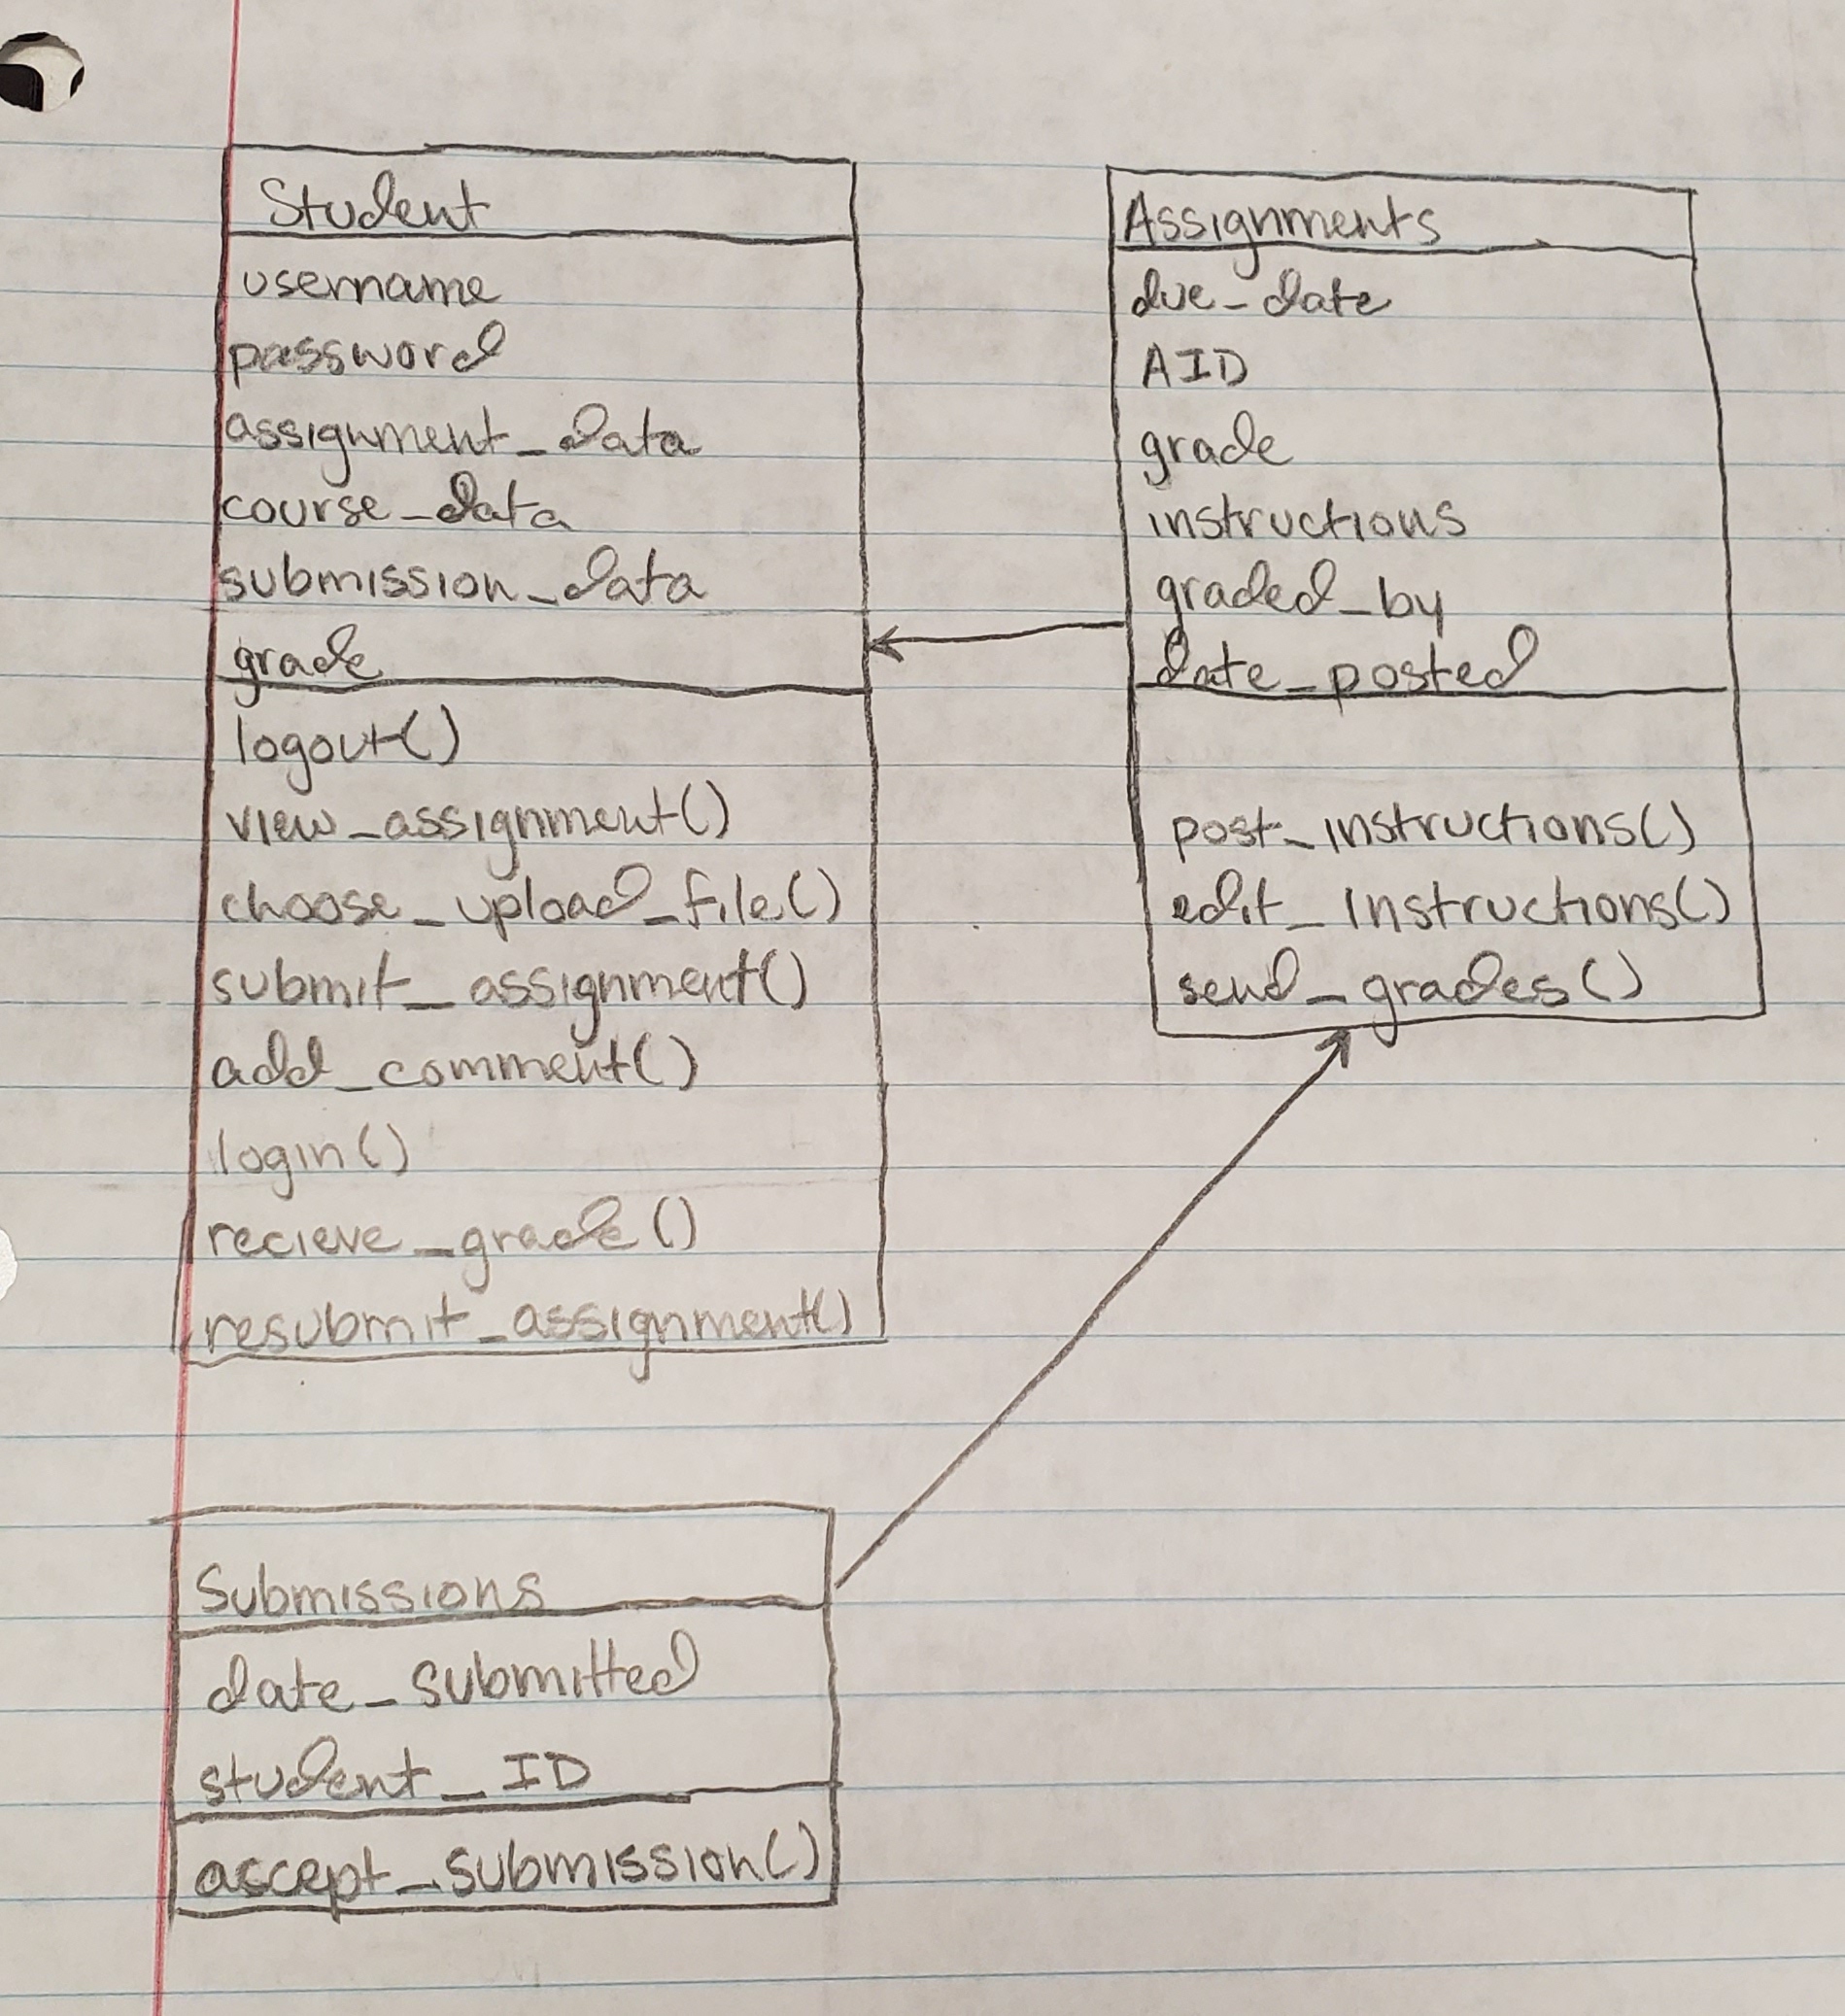 Student
username
password
assignment_data
course_data
submission_data
grade
logout()
view_assignment()
choose_upload_file()
submit_assignment()
add_comment()
login()
recieve_grade()
resubmit_assignment()
Assignments
due_date
AID
grade
instructions
graded_by
date_posted
post_instructions()
edit_instructions()
send_grades()
Submissions
date_submitted
student_ID
accept_submission()